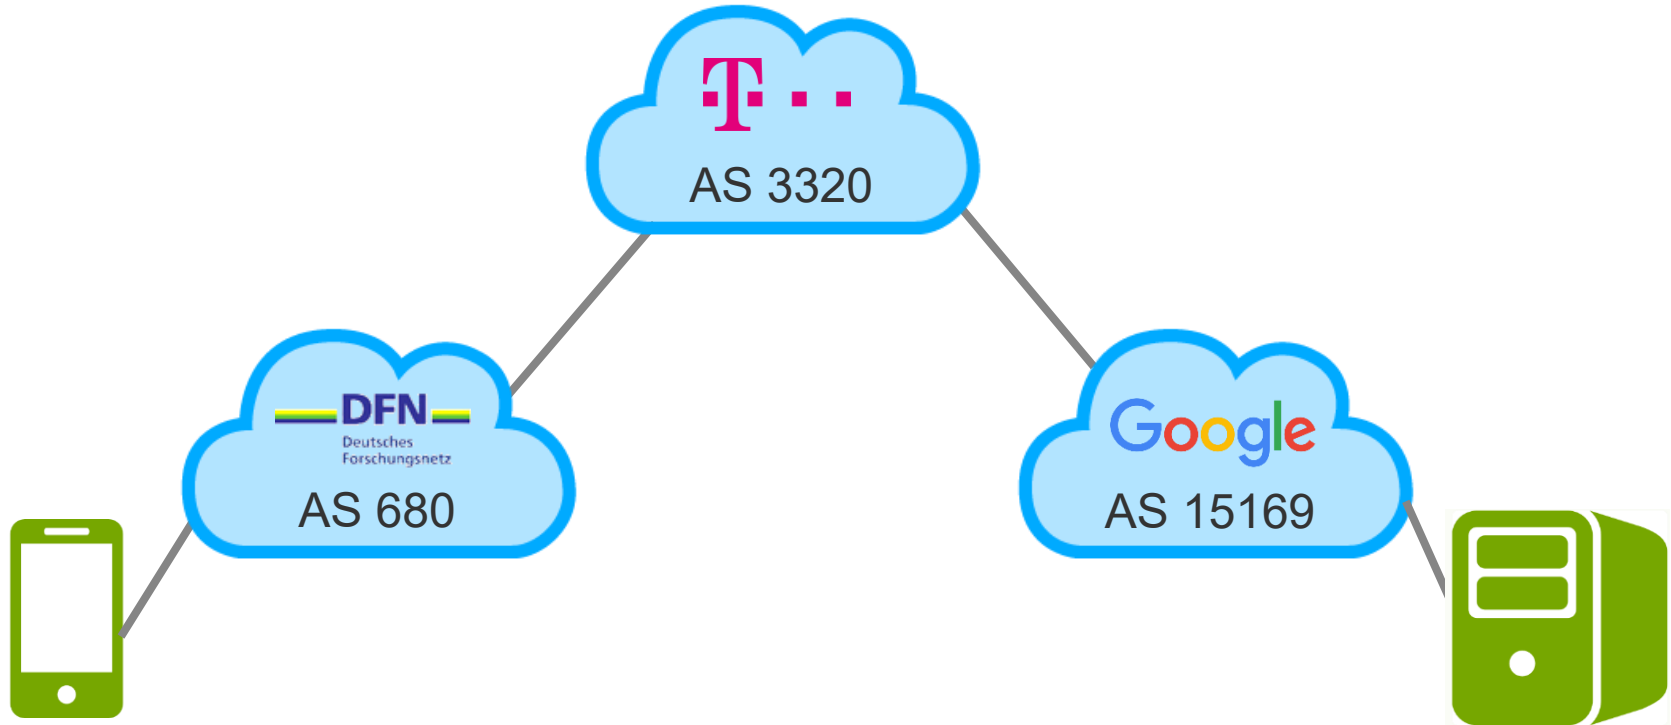 T
AS 3320
DFN
Deutsches
Forschungsnetz
AS 680
Google
AS 15169